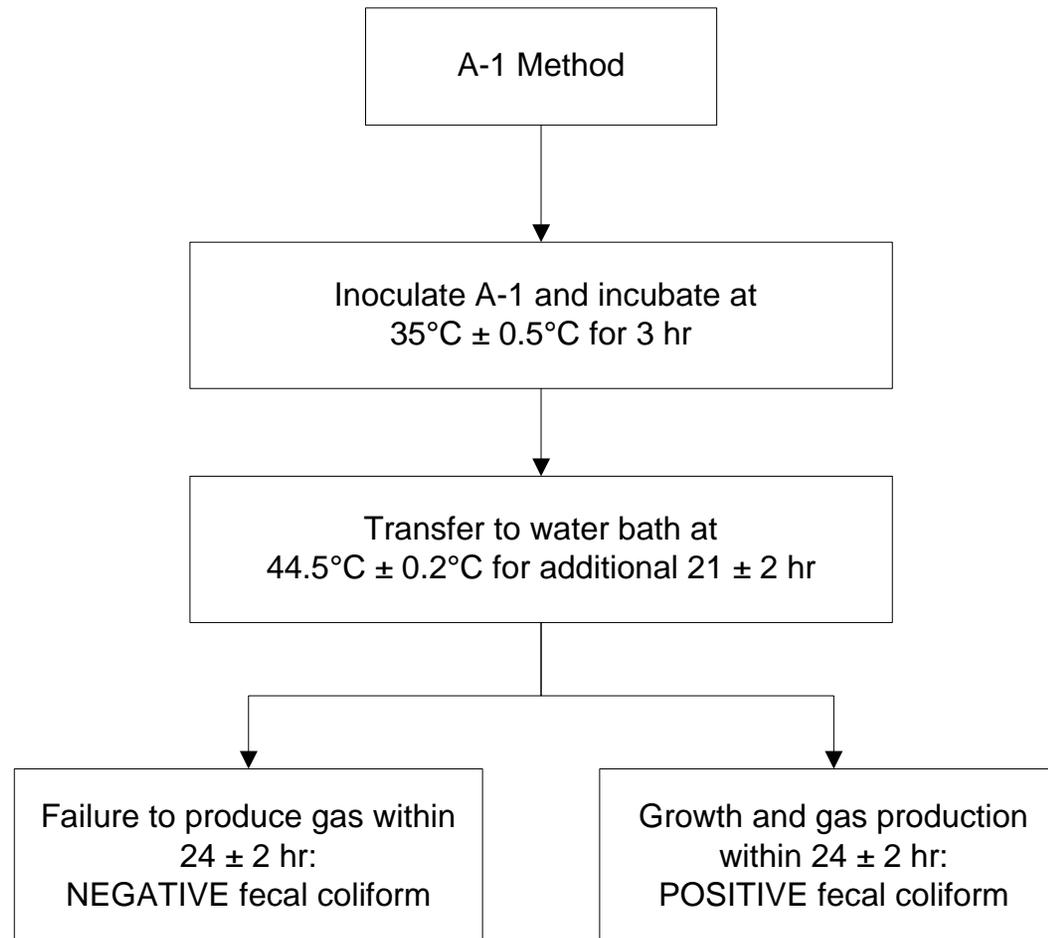 A-1 Method
Inoculate A-1 and incubate at
35°C ± 0.5°C for 3 hr
Transfer to water bath at
44.5°C ± 0.2°C for additional 21 ± 2 hr
Failure to produce gas within
24 ± 2 hr:
NEGATIVE fecal coliform
Growth and gas production
within 24 ± 2 hr:
POSITIVE fecal coliform